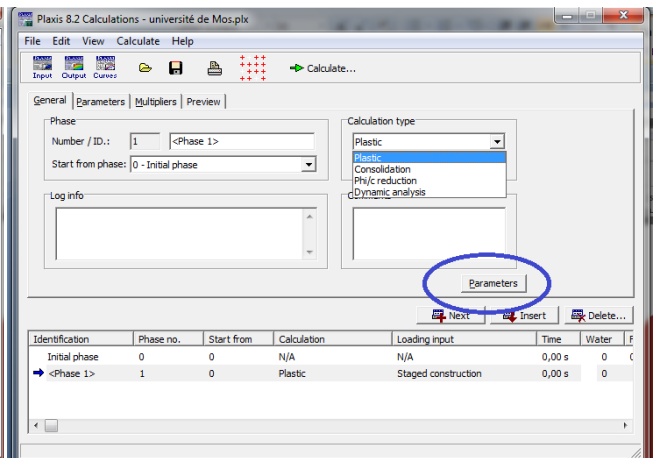 Plaxis 8.2 Calculations - université de Mos.plx
File Edit View Calculate Help
Input Output Curves Calculate...
General Parameters Multipliers Preview
Phase
Number / ID.: 1 <Phase 1>
Start from phase: 0 - Initial phase
Calculation type
Plastic
Plastic
Consolidation
Phi/c reduction
Dynamic analysis
Log info
Parameters
Next Insert Delete...
Identification Phase no. Start from Calculation Loading input Time Water F
Initial phase 0 0 N/A N/A 0,00 s 0 0
<Phase 1> 1 0 Plastic Staged construction 0,00 s 0